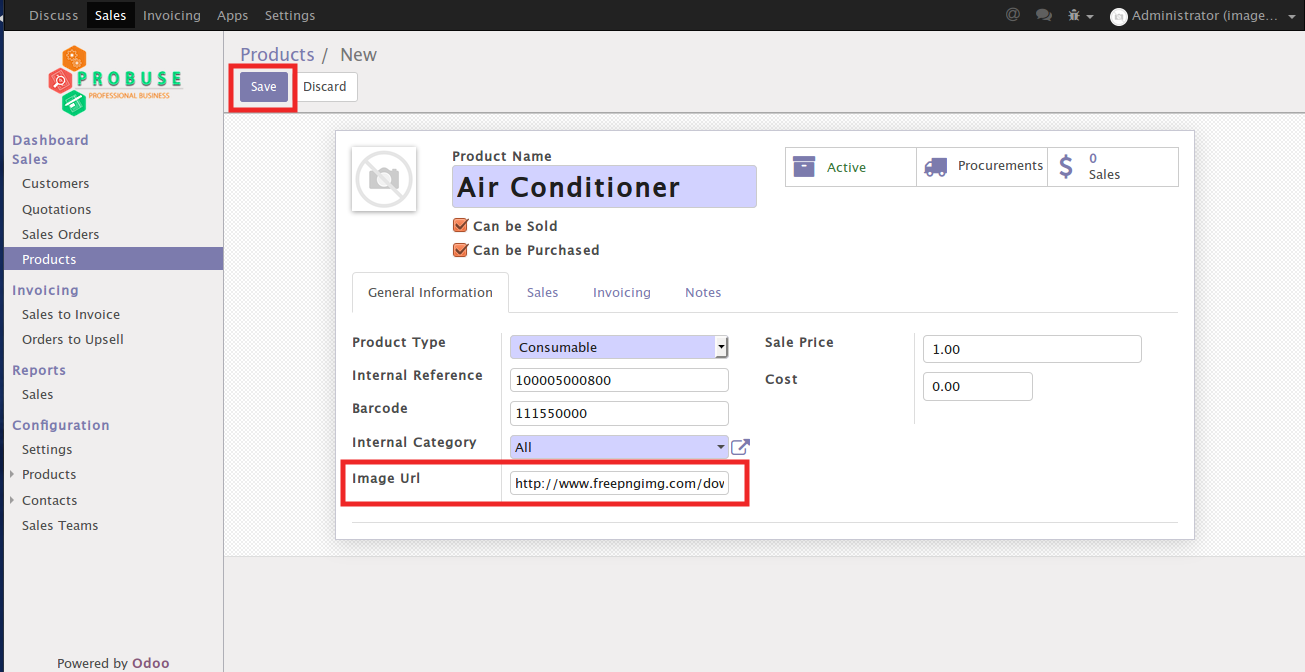 Discuss Sales Invoicing Apps Settings @ Administrator (image...
PROBUSE
PROFESSIONAL BUSINESS
Products / New
Save Discard
Dashboard
Sales
Customers
Quotations
Sales Orders
Products
Invoicing
Sales to Invoice
Orders to Upsell
Reports
Sales
Configuration
Settings
Products
Contacts
Sales Teams
Powered by Odoo
Product Name
Air Conditioner
Can be Sold
Can be Purchased
Active
Procurements
$ 0
Sales
General Information Sales Invoicing Notes
Product Type Consumable
Internal Reference 100005000800
Barcode 111550000
Internal Category All
Image Url http://www.freepngimg.com/dow
Sale Price 1.00
Cost 0.00